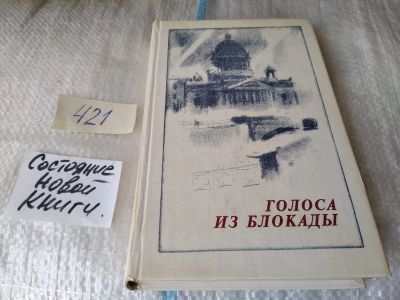 421
Состояние
новой
книги.
ГОЛОСА
ИЗ БЛОКАДЫ